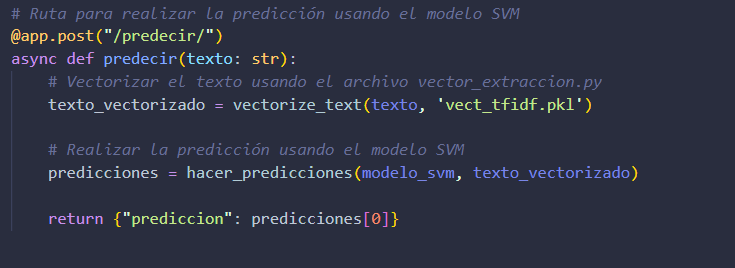 # Ruta para realizar la predicción usando el modelo SVM
@app.post("/predecir/")
async def predecir(texto: str):
    # Vectorizar el texto usando el archivo vector_extraccion.py
    texto_vectorizado = vectorize_text(texto, 'vect_tfidf.pkl')

    # Realizar la predicción usando el modelo SVM
    predicciones = hacer_predicciones(modelo_svm, texto_vectorizado)

    return {"prediccion": predicciones[0]}